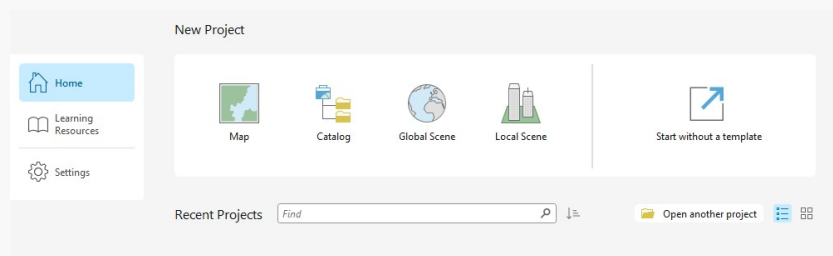 New Project
Home
Learning
Resources
Settings
Map
Catalog
Global Scene
Local Scene
Start without a template
Recent Projects
Find
Open another project